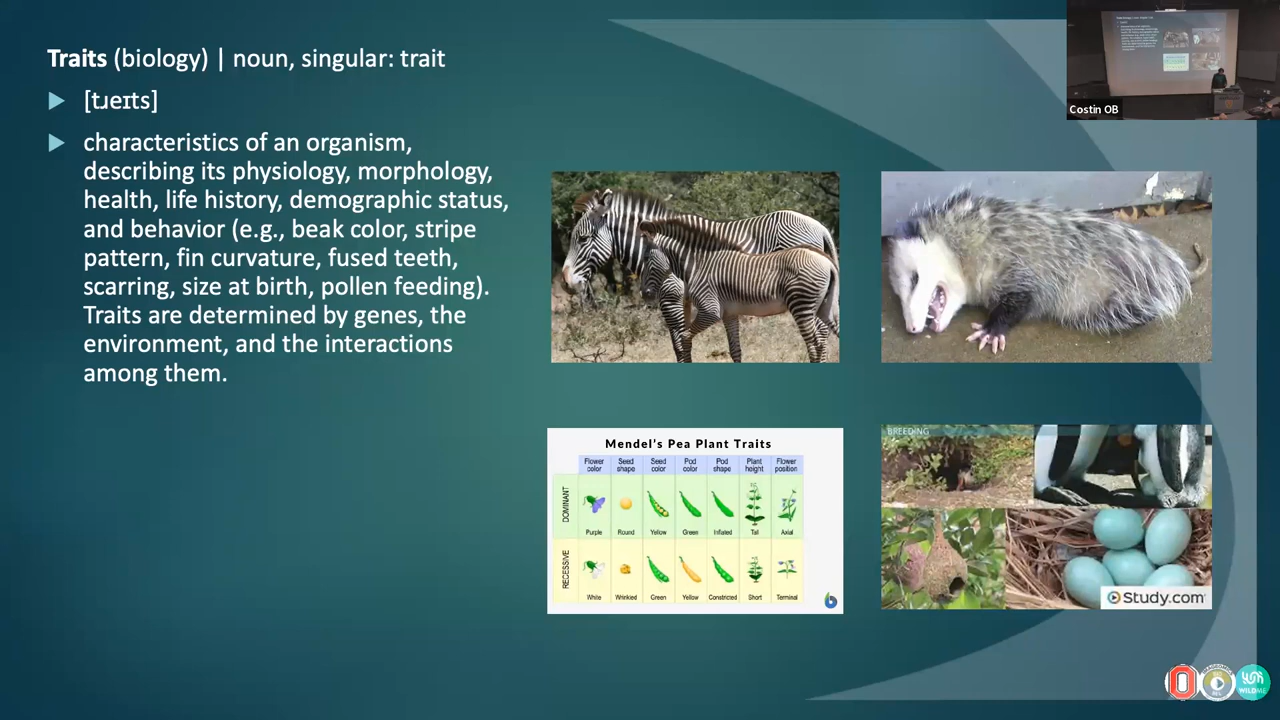 Traits (biology) | noun, singular: trait
[tɹeɪts]
characteristics of an organism,
describing its physiology, morphology,
health, life history, demographic status,
and behavior (e.g., beak color, stripe
pattern, fin curvature, fused teeth,
scarring, size at birth, pollen feeding).
Traits are determined by genes, the
environment, and the interactions
among them.
Costin OB
Mendel's Pea Plant Traits
Flower color
Seed shape
Seed color
Pod color
Pod shape
Plant height
Flower position
DOMINANT
Purple Round Yellow Green Inflated Tall Axial
RECESSIVE
White Wrinkled Green Yellow Constricted Short Terminal
BREEDING
Study.com
WILDME